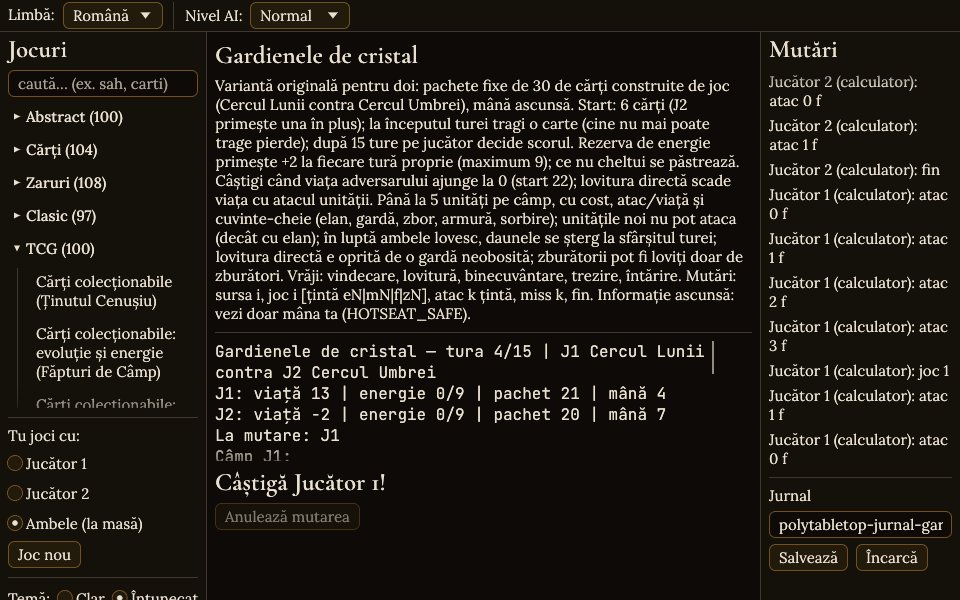 Limbă: Română Nivel AI: Normal
Jocuri
caută... (ex. sah, carti)
Abstract (100)
Cărți (104)
Zaruri (108)
Clasic (97)
TCG (100)
Cărți colecționabile
(Ținutul Cenușiu)
Cărți colecționabile:
evoluție și energie
(Făpturi de Câmp)
Cărți colecționabile:
Tu joci cu:
Jucător 1
Jucător 2
Ambele (la masă)
Joc nou
Temă: Clar Întunecat
Gardienele de cristal
Variantă originală pentru doi: pachete fixe de 30 de cărți construite de joc
(Cercul Lunii contra Cercul Umbrei), mână ascunsă. Start: 6 cărți (J2
primește una în plus); la începutul turei tragi o carte (cine nu mai poate
trage pierde); după 15 ture pe jucător decide scorul. Rezerva de energie
primește +2 la fiecare tură proprie (maximum 9); ce nu cheltui se păstrează.
Câștigi când viața adversarului ajunge la 0 (start 22); lovitura directă scade
viața cu atacul unității. Până la 5 unități pe câmp, cu cost, atac/viață și
cuvinte-cheie (elan, gardă, zbor, armură, sorbire); unitățile noi nu pot ataca
(decât cu elan); în luptă ambele lovesc, daunele se șterg la sfârșitul turei;
lovitura directă e oprită de o gardă neobosită; zburătorii pot fi loviți doar de
zburători. Vrăji: vindecare, lovitură, binecuvântare, trezire, întărire. Mutări:
sursa i, joc i [țintă eN|mN|f|zN], atac k țintă, miss k, fin. Informație ascunsă:
vezi doar mâna ta (HOTSEAT_SAFE).
Gardienele de cristal — tura 4/15 | J1 Cercul Lunii
contra J2 Cercul Umbrei
J1: viață 13 | energie 0/9 | pachet 21 | mână 4
J2: viață -2 | energie 0/9 | pachet 20 | mână 7
La mutare: J1
Câmp J1:
Câștigă Jucător 1!
Anulează mutarea
Mutări
Jucător 2 (calculator):
atac 0 f
Jucător 2 (calculator):
atac 1 f
Jucător 2 (calculator): fin
Jucător 1 (calculator): atac
0 f
Jucător 1 (calculator): atac
1 f
Jucător 1 (calculator): atac
2 f
Jucător 1 (calculator): atac
3 f
Jucător 1 (calculator): joc 1
Jucător 1 (calculator): atac
1 f
Jucător 1 (calculator): atac
0 f
Jurnal
polytabletop-jurnal-gar
Salvează Încarcă